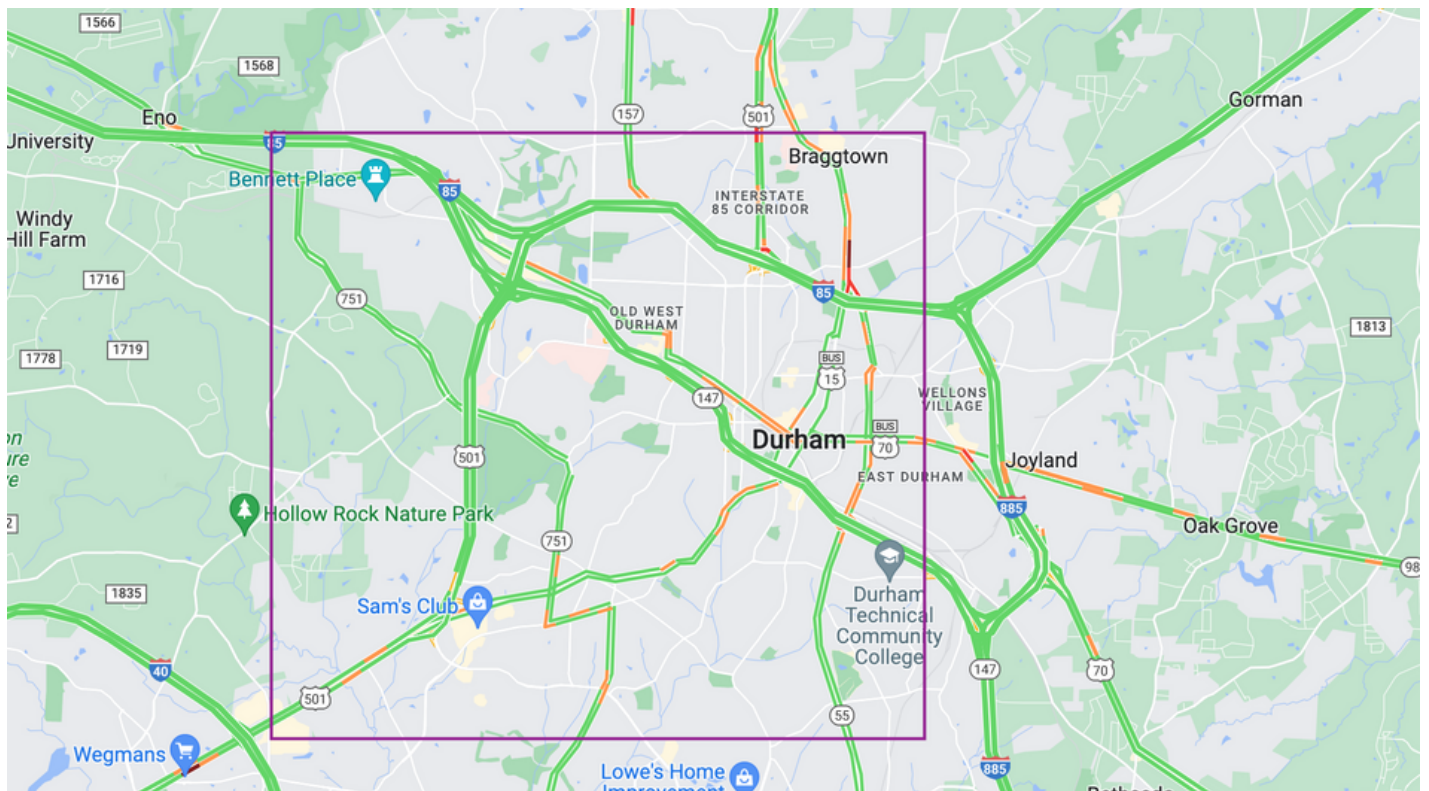 1566
1568
157
501
Gorman
Eno
University
85
Braggtown
Bennett Place
85
INTERSTATE
85 CORRIDOR
Windy
Hill Farm
1716
751
85
OLD WEST
DURHAM
1813
1719
1778
BUS
15
147
WELLONS
VILLAGE
BUS
70
Durham
501
EAST DURHAM
Joyland
885
Hollow Rock Nature Park
Oak Grove
751
98
1835
Sam's Club
Durham
Technical
Community
College
40
147
70
501
55
Wegmans
885
Lowe's Home
Improvement